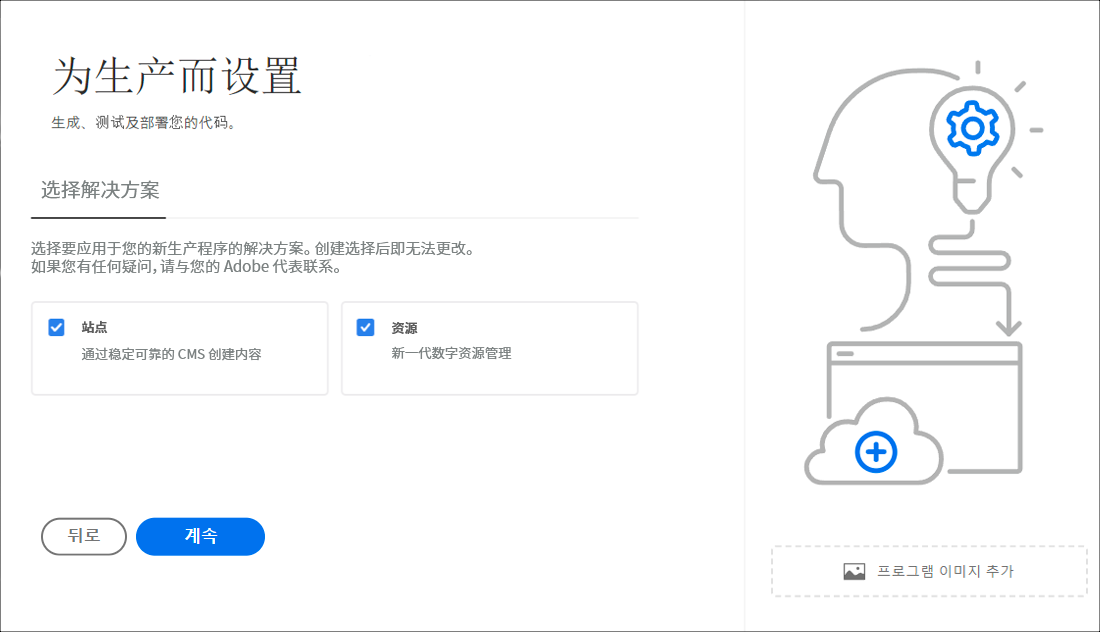 为生产而设置
生成、测试及部署您的代码。
选择解决方案
选择要应用于您的新生产程序的解决方案。创建选择后即无法更改。
如果您有任何疑问, 请与您的 Adobe 代表联系。
站点
通过稳定可靠的 CMS 创建内容
资源
新一代数字资源管理
뒤로
계속
프로그램 이미지 추가